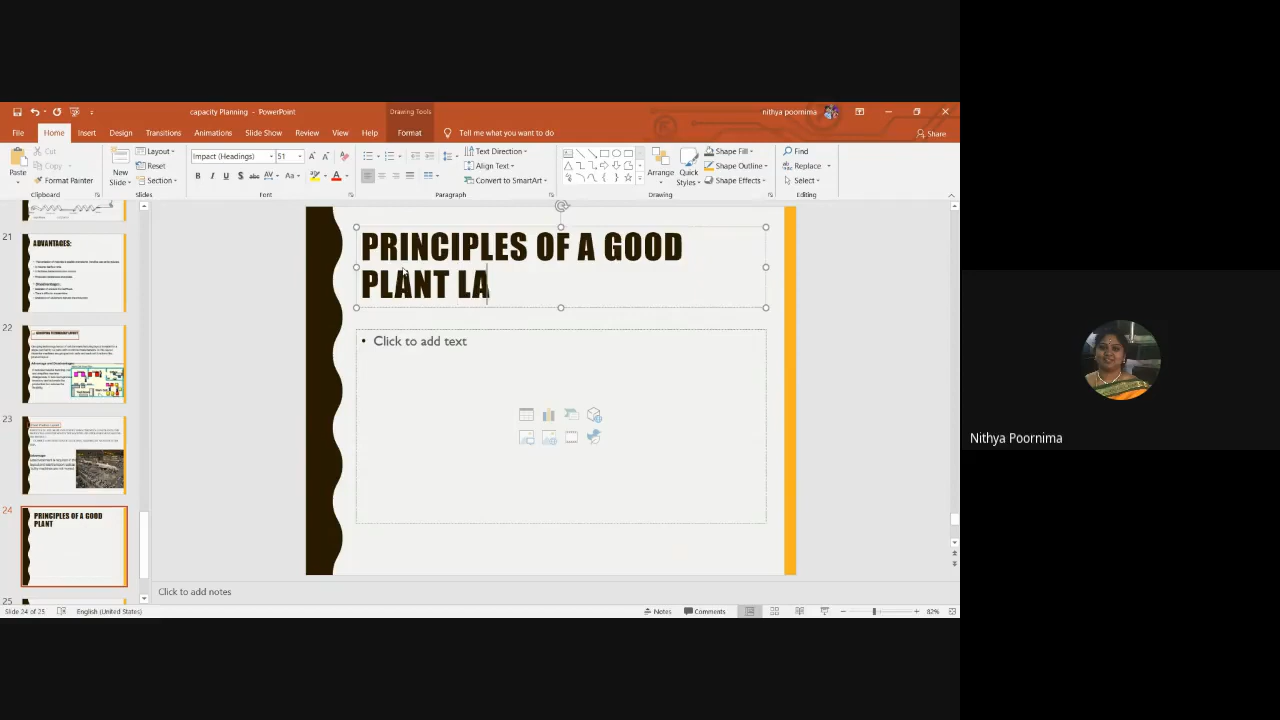 capacity Planning - PowerPoint
Drawing Tools
nithya poornima
File Home Insert Design Transitions Animations Slide Show Review View Help Format Tell me what you want to do
Share
Paste
Cut
Copy
Format Painter
Clipboard
New
Slide
Layout
Reset
Section
Slides
Impact (Headings) 51
B I U S abc AV Aa A
Font
Text Direction
Align Text
Convert to SmartArt
Paragraph
Arrange
Quick
Styles
Shape Fill
Shape Outline
Shape Effects
Drawing
Find
Replace
Select
Editing
21
ADVANTAGES:
22
23
24
PRINCIPLES OF A GOOD
PLANT
25
PRINCIPLES OF A GOOD
PLANT LA
• Click to add text
Click to add notes
Slide 24 of 25 English (United States)
Notes Comments 82%
Nithya Poornima